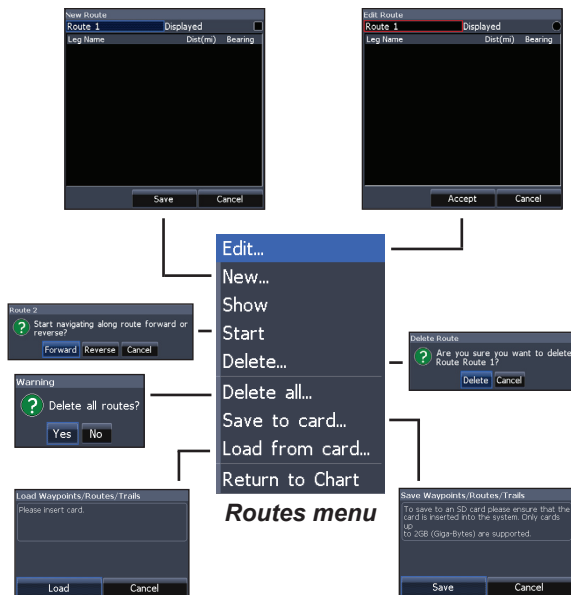 New Route
Route 1 Displayed
Leg Name Dist(mi) Bearing
Save Cancel
Edit Route
Route 1 Displayed
Leg Name Dist(mi) Bearing
Accept Cancel
Edit...
New...
Show
Start
Delete...
Delete all...
Save to card...
Load from card...
Return to Chart
Routes menu
Route 2
? Start navigating along route forward or
reverse?
Forward Reverse Cancel
Delete Route
? Are you sure you want to delete
Route Route 1?
Delete Cancel
Warning
? Delete all routes?
Yes No
Load Waypoints/Routes/Trails
Please insert card.
Load Cancel
Save Waypoints/Routes/Trails
To save to an SD card please ensure that the
card is inserted into the system. Only cards
up
to 2GB (Giga-Bytes) are supported.
Save Cancel